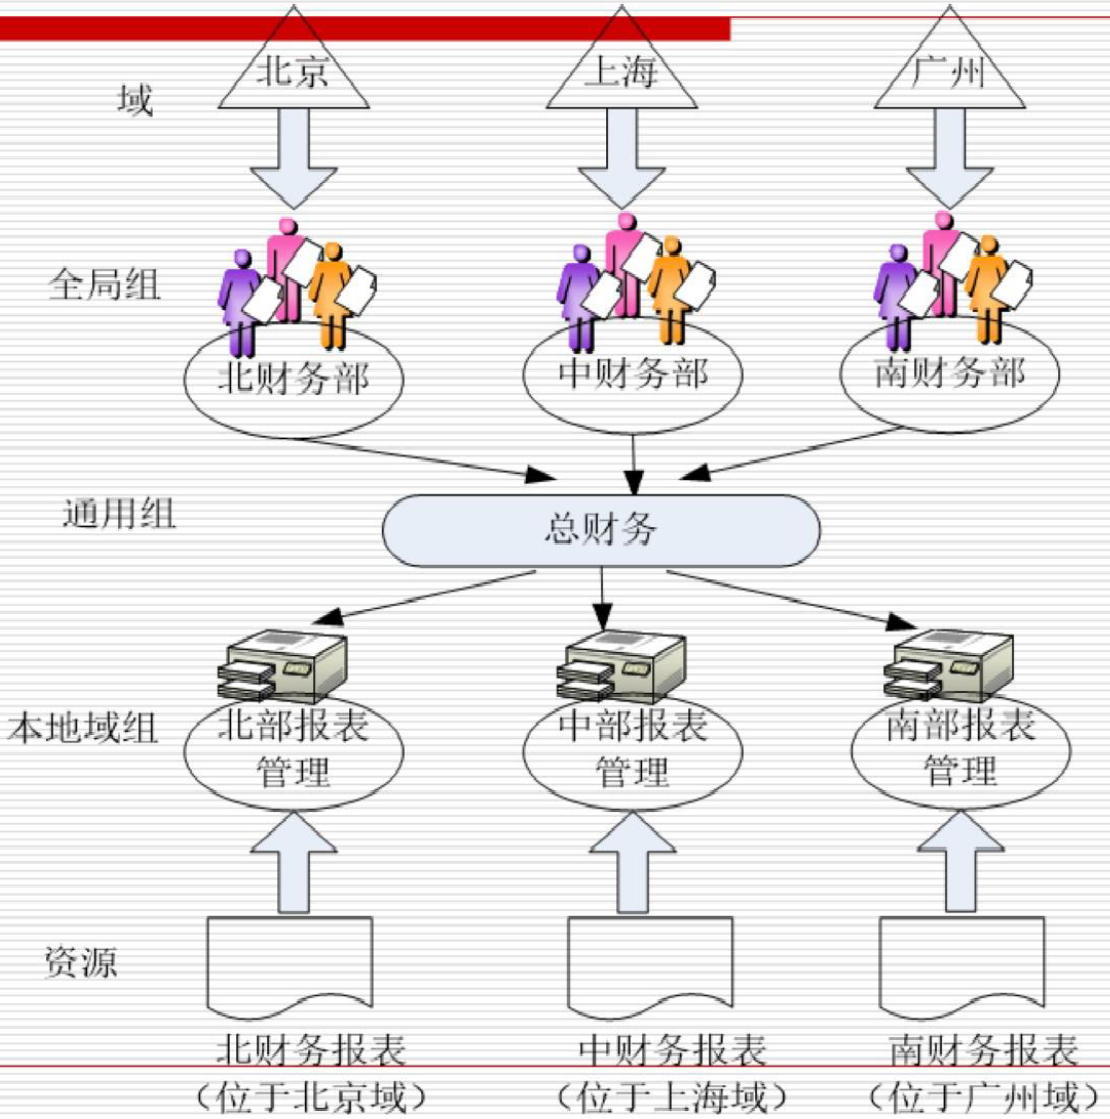 北京
上海
广州
域
全局组
北财务部
中财务部
南财务部
通用组
总财务
本地域组
北部报表
管理
中部报表
管理
南部报表
管理
资源
北财务报表
（位于北京域）
中财务报表
（位于上海域）
南财务报表
（位于广州域）